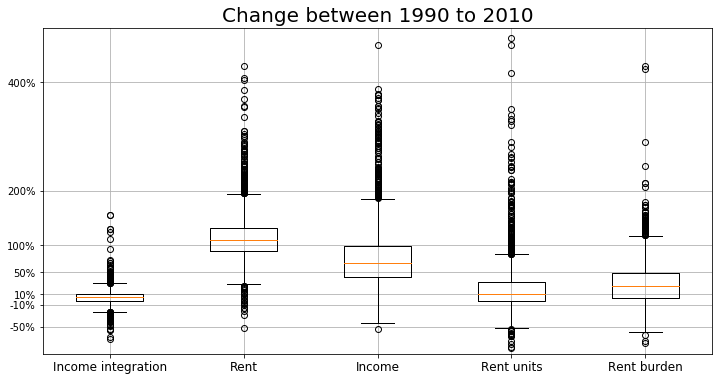 Change between 1990 to 2010
400%
200%
100%
50%
10%
-10%
-50%
Income integration
Rent
Income
Rent units
Rent burden